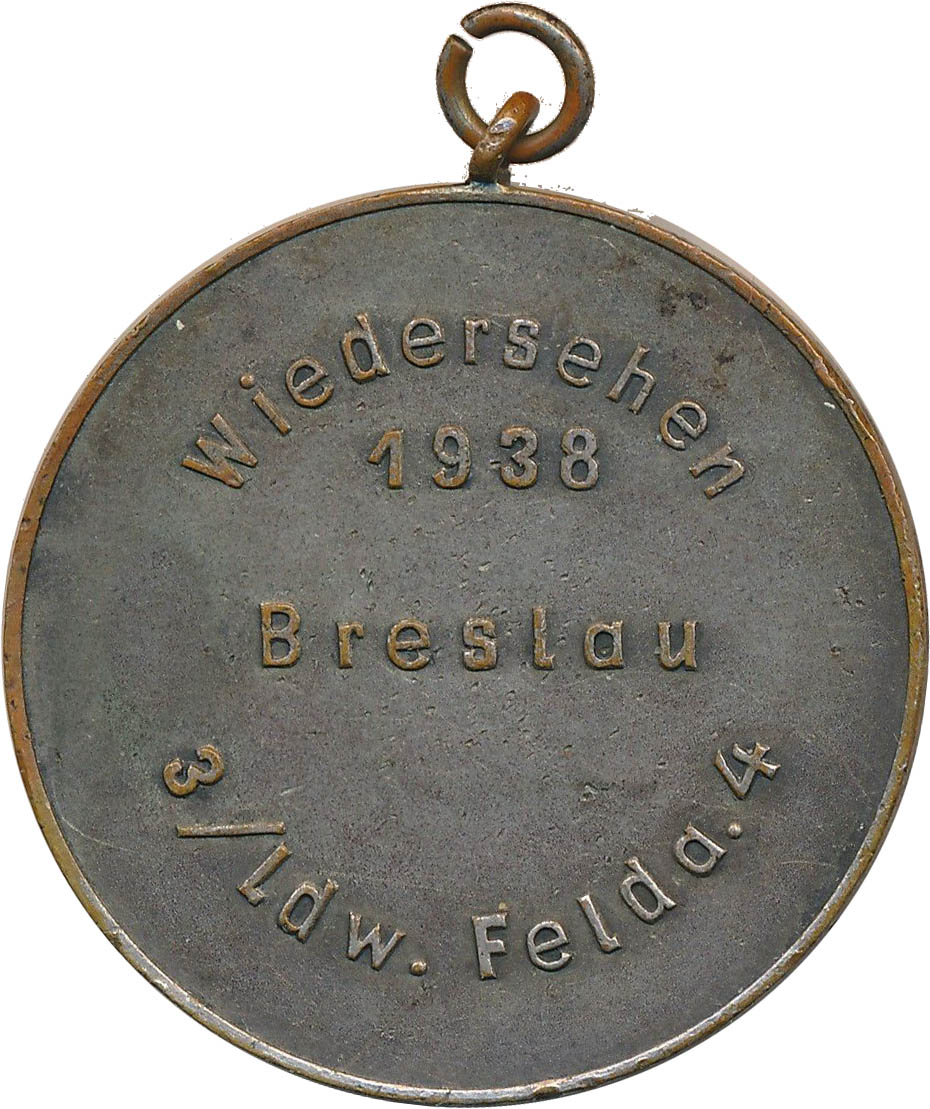 Wiedersehen
1938
Breslau
3/Ldw. Felda. 4